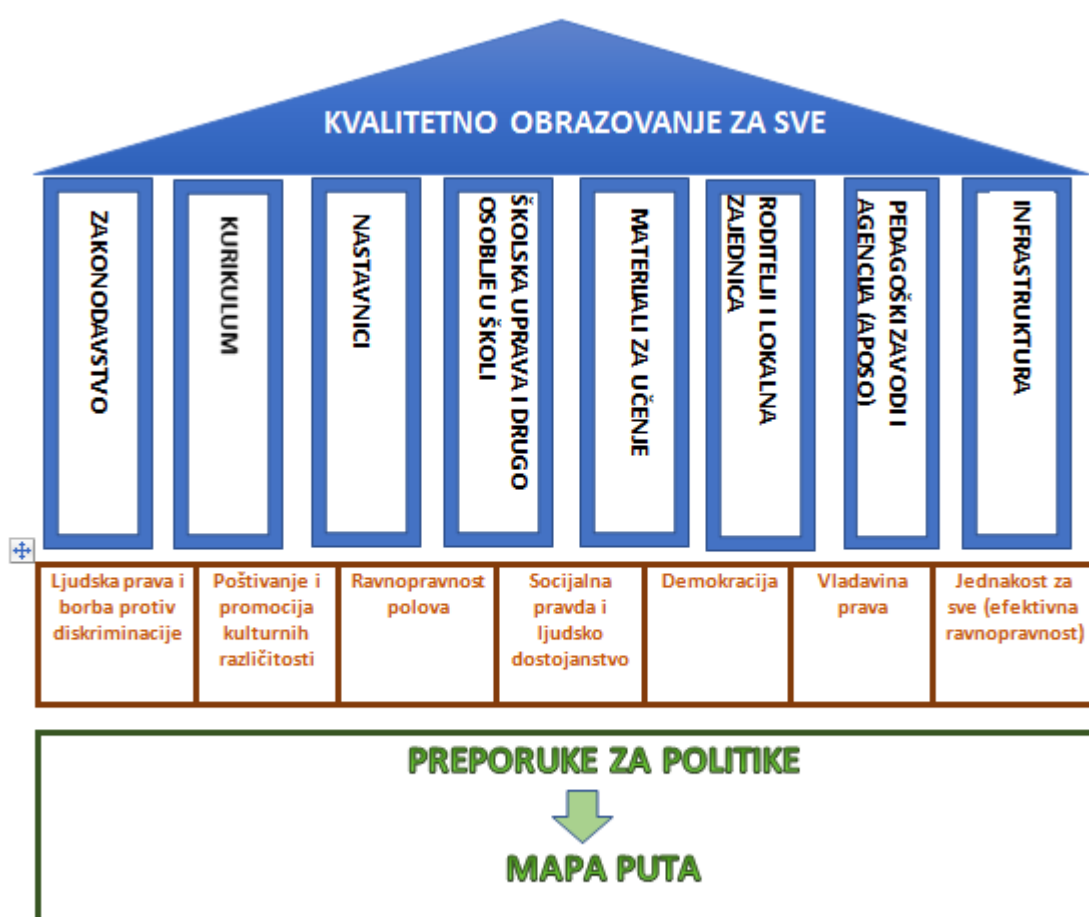 KVALITETNO OBRAZOVANJE ZA SVE
ZAKONODAVSTVO
KURIKULUM
NASTAVNICI
ŠKOLSKA UPRAVA I DRUGO
OSOBLJE U ŠKOLI
MATERIJALI ZA UČENJE
RODITELJI I LOKALNA
ZAJEDNICA
PEDAGOŠKI ZAVODI I
AGENCIJA (APOSO)
INFRASTRUKTURA
Ljudska prava i
borba protiv
diskriminacije
Poštivanje i
promocija
kulturnih
različitosti
Ravnopravnost
polova
Socijalna
pravda i
ljudsko
dostojanstvo
Demokracija
Vladavina
prava
Jednakost za
sve (efektivna
ravnopravnost)
PREPORUKE ZA POLITIKE
MAPA PUTA